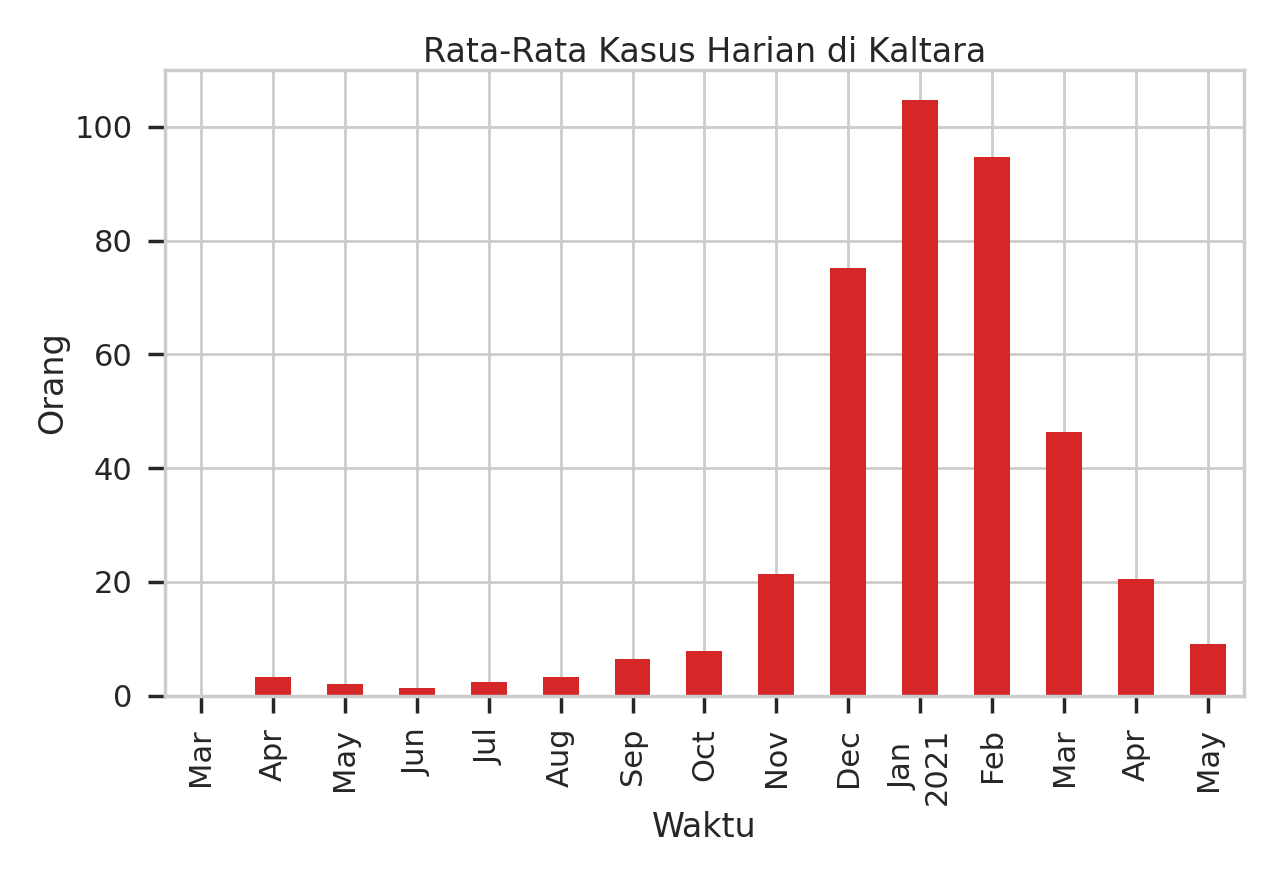 Rata-Rata Kasus Harian di Kaltara
100
80
60
40
20
0
Orang
Mar
Apr
May
Jun
Jul
Aug
Sep
Oct
Nov
Dec
Jan
2021
Feb
Mar
Apr
May
Waktu